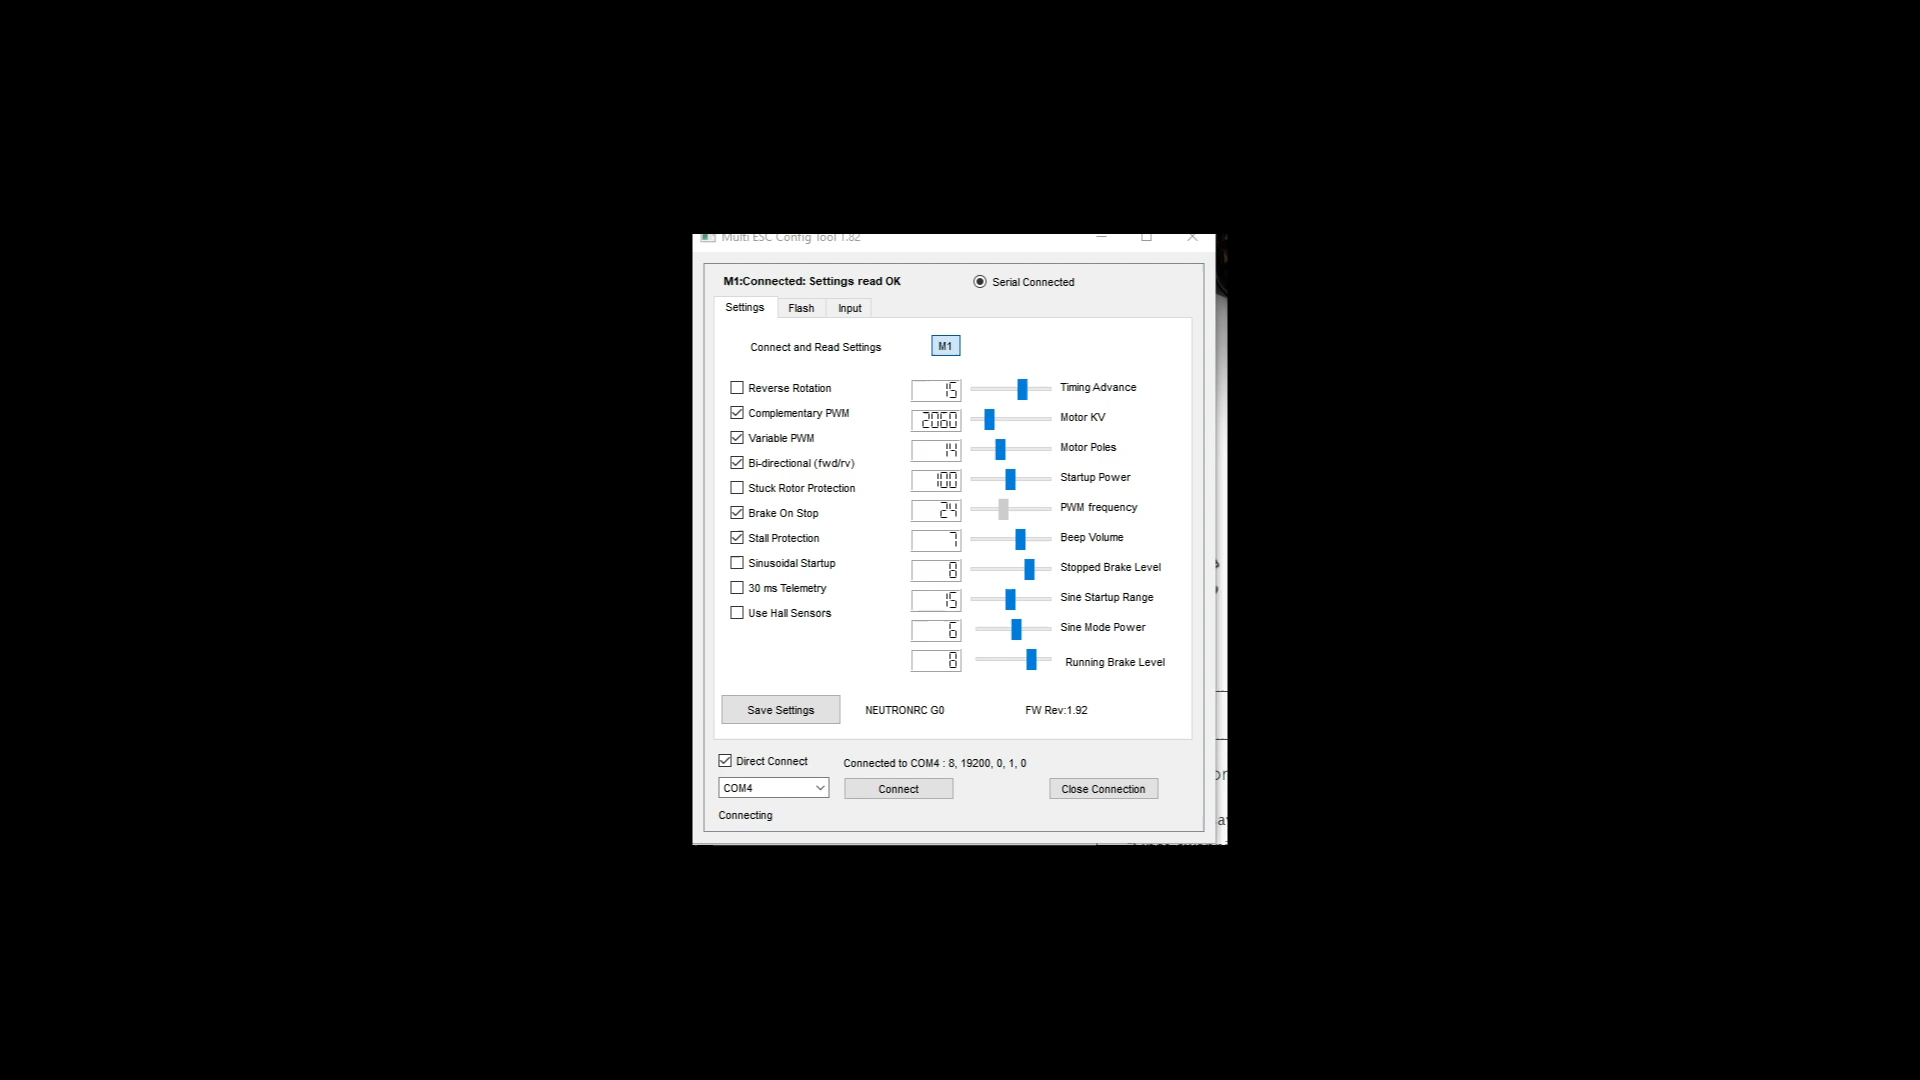 Multi ESC Config Tool 1.82
M1:Connected: Settings read OK
Serial Connected
Settings Flash Input
Connect and Read Settings M1
Reverse Rotation 15 Timing Advance
Complementary PWM 2060 Motor KV
Variable PWM 14 Motor Poles
Bi-directional (fwd/rv) 100 Startup Power
Stuck Rotor Protection 24 PWM frequency
Brake On Stop 7 Beep Volume
Stall Protection 8 Stopped Brake Level
Sinusoidal Startup 15 Sine Startup Range
30 ms Telemetry 6 Sine Mode Power
Use Hall Sensors 8 Running Brake Level
Save Settings NEUTRONRC G0 FW Rev:1.92
Direct Connect Connected to COM4 : 8, 19200, 0, 1, 0
COM4 Connect Close Connection
Connecting